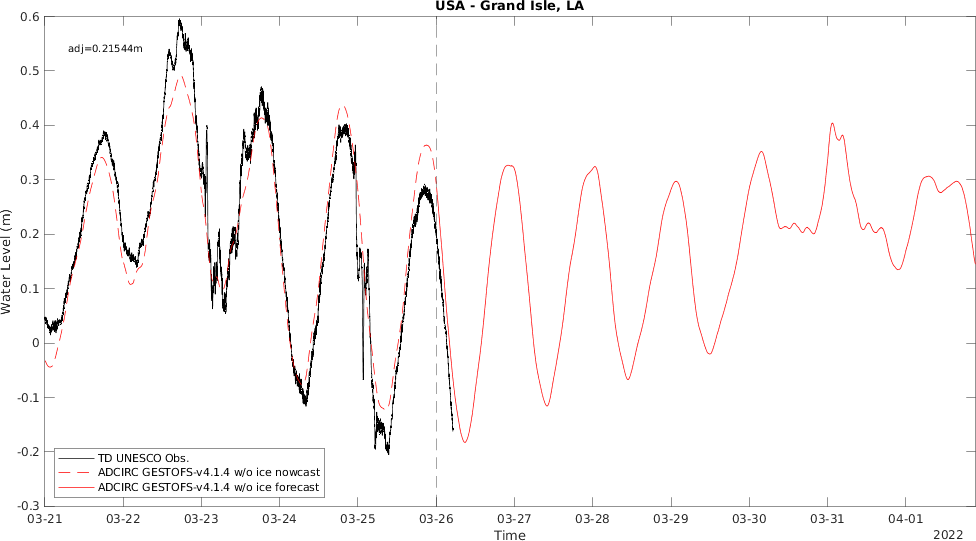 USA - Grand Isle, LA
adj=0.21544m
0.6
0.5
0.4
0.3
0.2
0.1
0
-0.1
-0.2
-0.3
Water Level (m)
TD UNESCO Obs.
ADCIRC GESTOFS-v4.1.4 w/o ice nowcast
ADCIRC GESTOFS-v4.1.4 w/o ice forecast
03-21 03-22 03-23 03-24 03-25 03-26 03-27 03-28 03-29 03-30 03-31 04-01
2022
Time